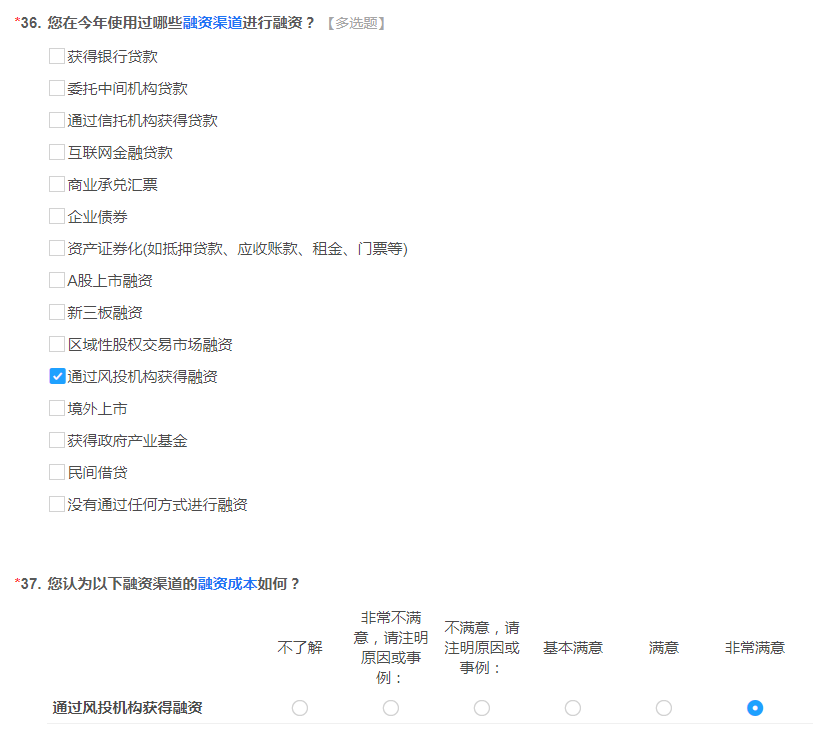 *36. 您在今年使用过哪些融资渠道进行融资？【多选题】
获得银行贷款
委托中间机构贷款
通过信托机构获得贷款
互联网金融贷款
商业承兑汇票
企业债券
资产证券化(如抵押贷款、应收账款、租金、门票等)
A股上市融资
新三板融资
区域性股权交易市场融资
通过风投机构获得融资
境外上市
获得政府产业基金
民间借贷
没有通过任何方式进行融资
*37. 您认为以下融资渠道的融资成本如何？
不了解
非常不满
意，请注明
原因或事
例：
不满意，请
注明原因或
事例：
基本满意
满意
非常满意
通过风投机构获得融资